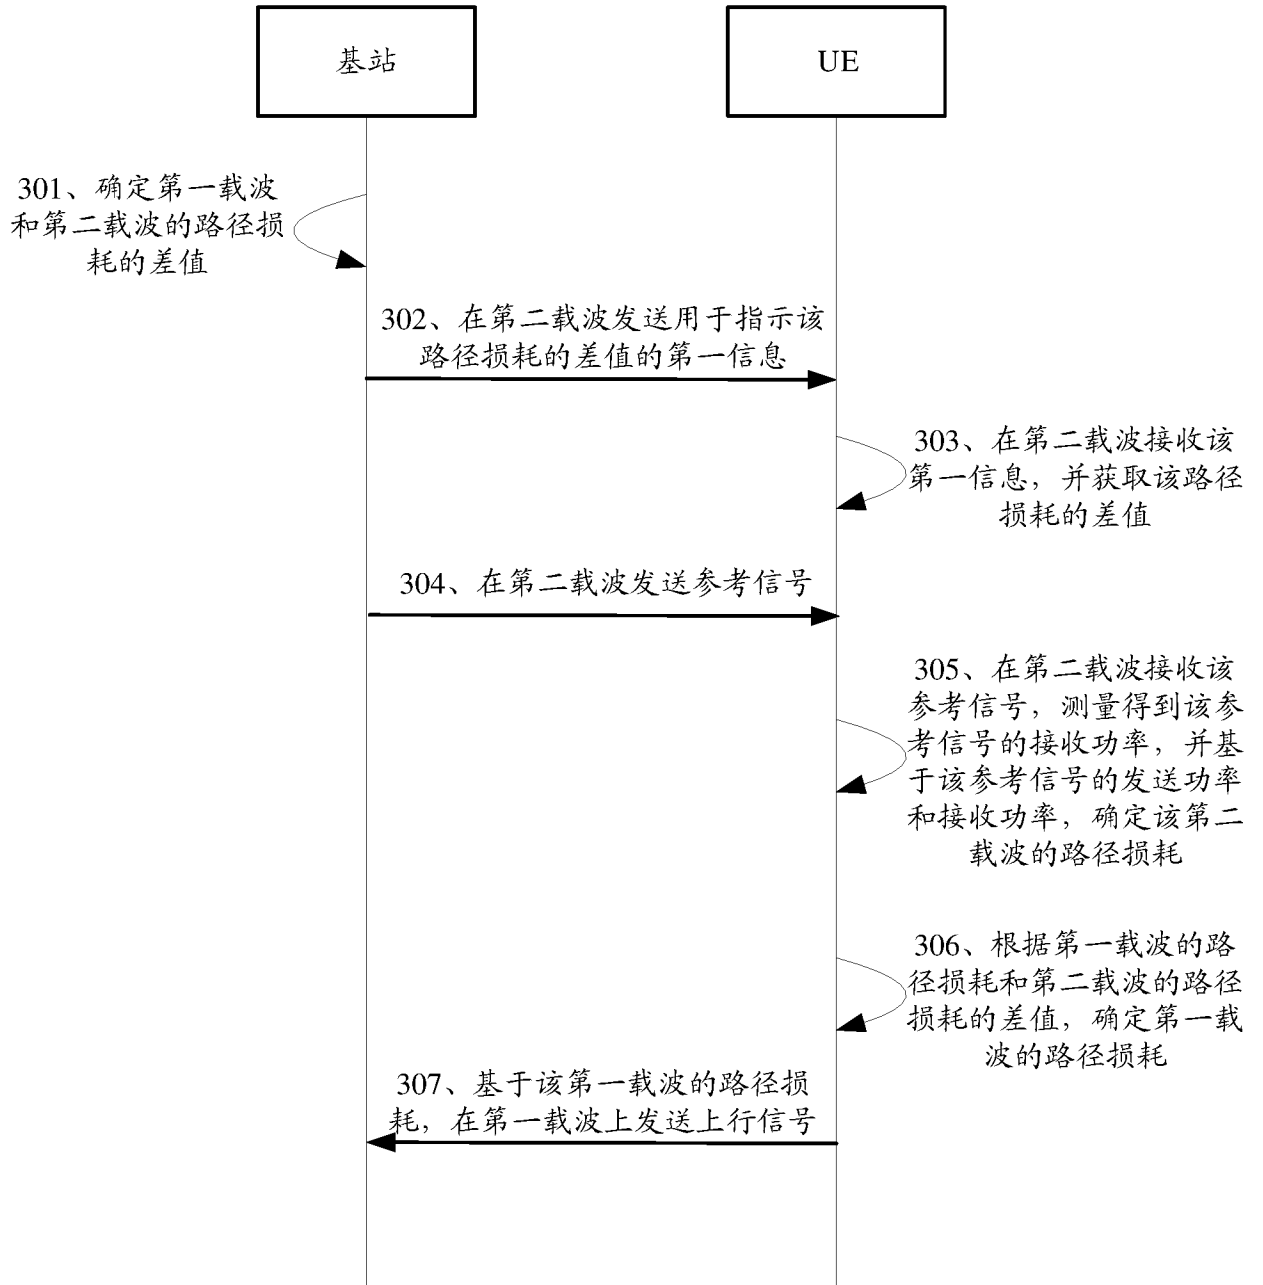 基站
UE
301、确定第一载波
和第二载波的路径损
耗的差值
302、在第二载波发送用于指示该
路径损耗的差值的第一信息
303、在第二载波接收该
第一信息，并获取该路径
损耗的差值
304、在第二载波发送参考信号
305、在第二载波接收该
参考信号，测量得到该参
考信号的接收功率，并基
于该参考信号的发送功率
和接收功率，确定该第二
载波的路径损耗
306、根据第一载波的路
径损耗和第二载波的路径
损耗的差值，确定第一载
波的路径损耗
307、基于该第一载波的路径损
耗，在第一载波上发送上行信号